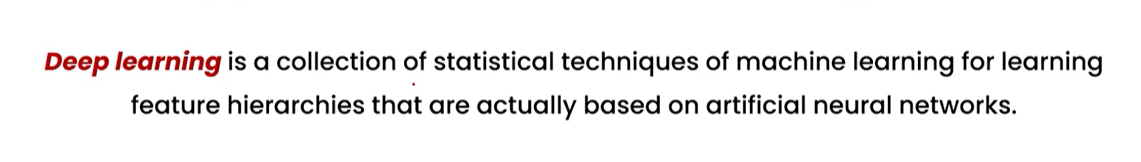 Deep learning is a collection of statistical techniques of machine learning for learning
feature hierarchies that are actually based on artificial neural networks.